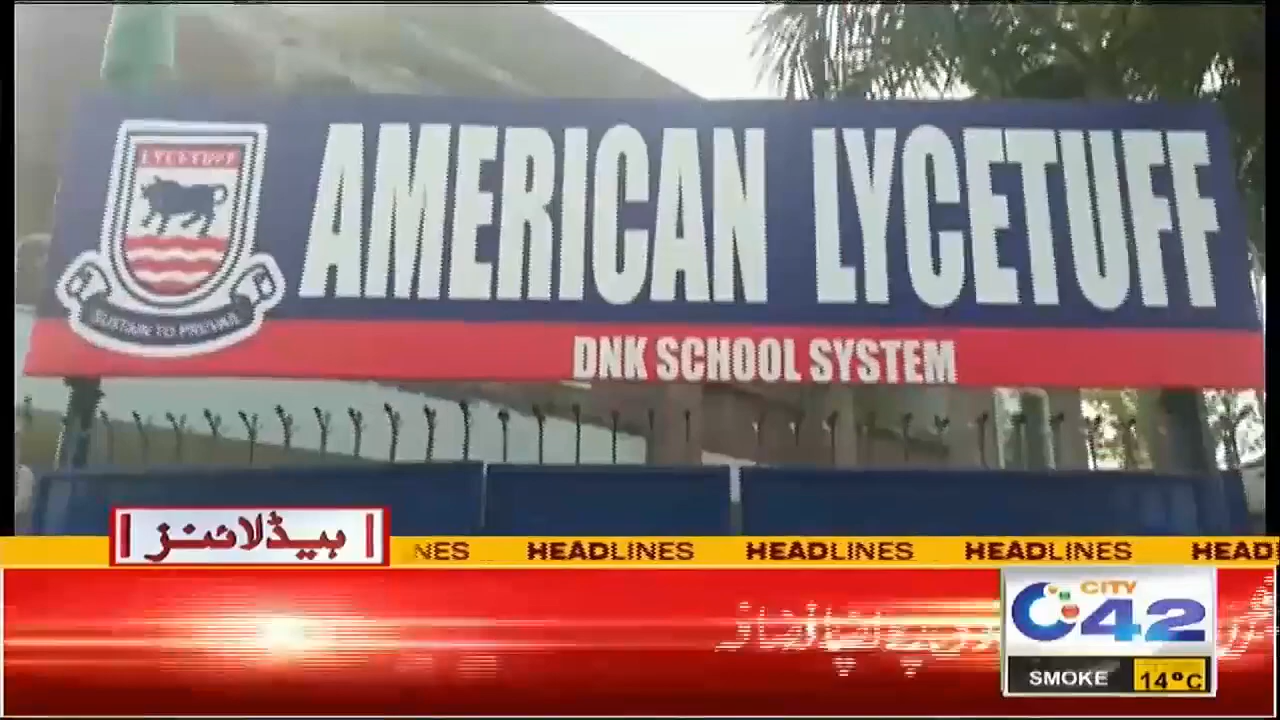 LYCETUFF
AMERICAN LYCETUFF
SUSTAIN TO PREVAIL
DNK SCHOOL SYSTEM
ہیڈلائنز
NES HEADLINES HEADLINES HEADLINES HEAD
CITY
42
SMOKE 14°C